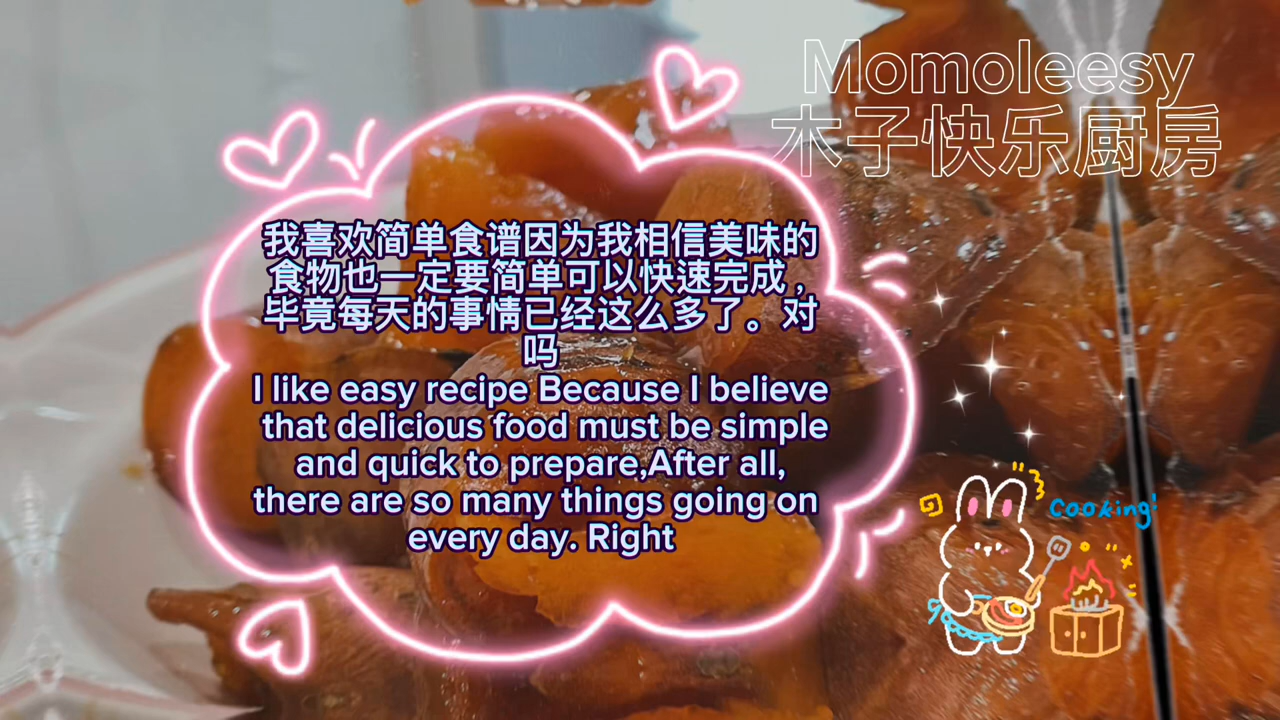 Momoleesy
木子快乐厨房
我喜欢简单食谱因为我相信美味的
食物也一定要简单可以快速完成，
毕竟每天的事情已经这么多了。对
吗
I like easy recipe Because I believe
that delicious food must be simple
and quick to prepare,After all,
there are so many things going on
every day. Right
Cooking!